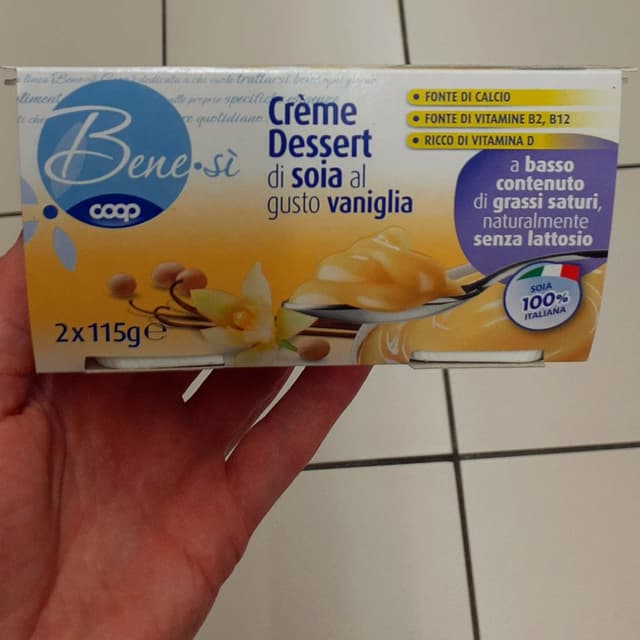 Bene.sì
coop
Crème
Dessert
di soia al
gusto vaniglia
FONTE DI CALCIO
FONTE DI VITAMINE B2, B12
RICCO DI VITAMINA D
a basso
contenuto
di grassi saturi,
naturalmente
senza lattosio
SOIA
100%
ITALIANA
2x115g℮